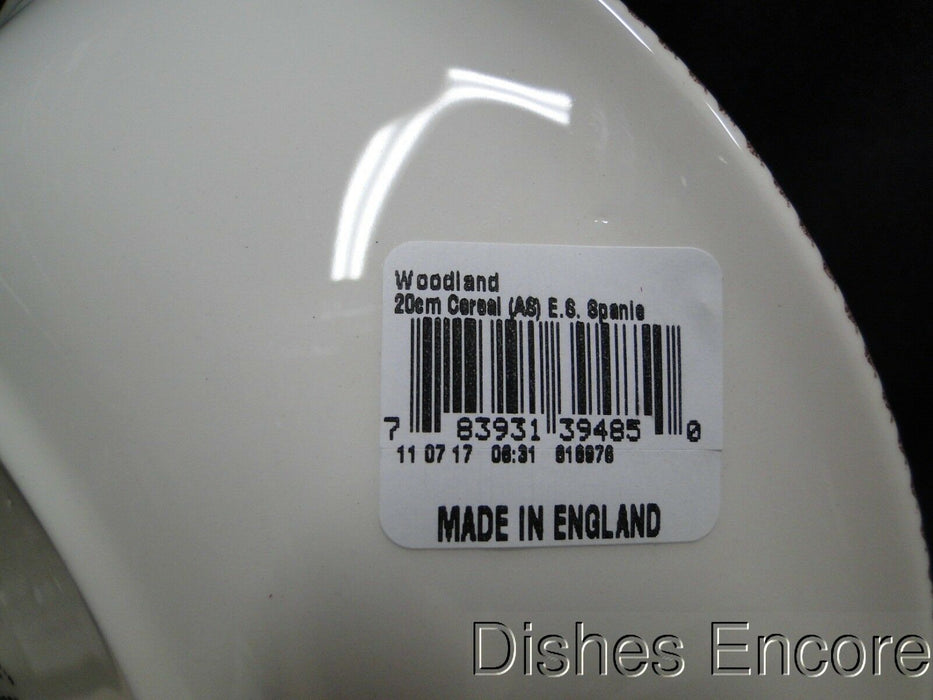 Woodland
20cm Cereal (AS) E.S. Spanie
7 83931 39485 0
11 07 17 06:31 616976
MADE IN ENGLAND
Dishes Encore